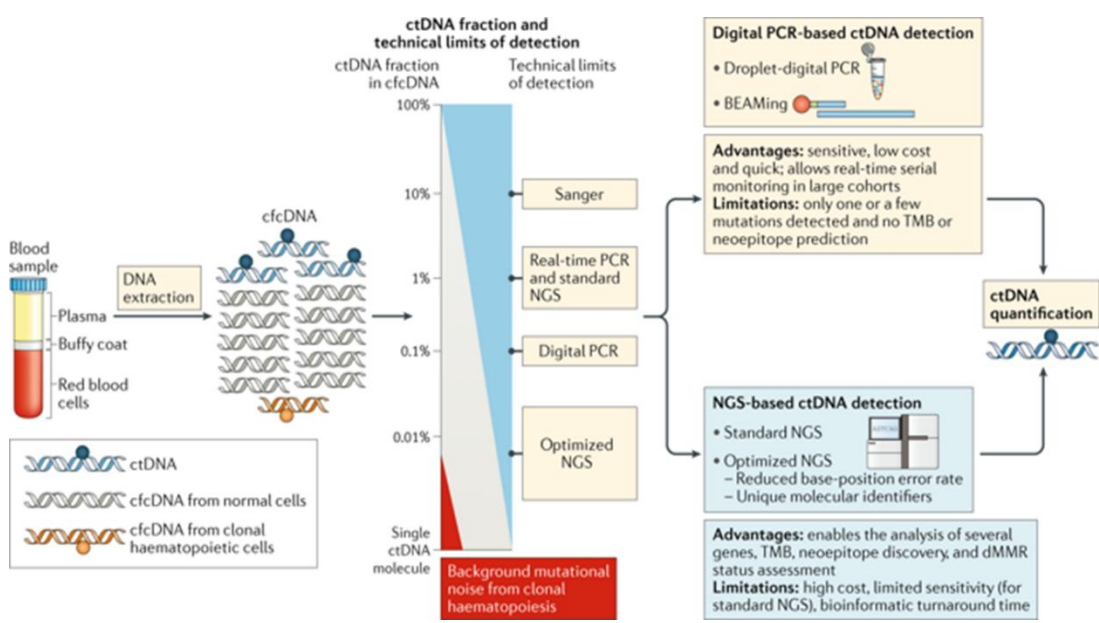 ctDNA fraction and
technical limits of detection
ctDNA fraction
in cfcDNA
Technical limits
of detection
100%
10%
1%
0.1%
0.01%
Single
ctDNA
molecule
Sanger
Real-time PCR
and standard
NGS
Digital PCR
Optimized
NGS
Background mutational
noise from clonal
haematopoiesis
Blood
sample
Plasma
Buffy coat
Red blood
cells
DNA
extraction
cfcDNA
ctDNA
cfcDNA from normal cells
cfcDNA from clonal
haematopoietic cells
Digital PCR-based ctDNA detection
• Droplet-digital PCR
• BEAMing
Advantages: sensitive, low cost
and quick; allows real-time serial
monitoring in large cohorts
Limitations: only one or a few
mutations detected and no TMB or
neoepitope prediction
ctDNA
quantification
NGS-based ctDNA detection
• Standard NGS
• Optimized NGS
– Reduced base-position error rate
– Unique molecular identifiers
Advantages: enables the analysis of several
genes, TMB, neoepitope discovery, and dMMR
status assessment
Limitations: high cost, limited sensitivity (for
standard NGS), bioinformatic turnaround time